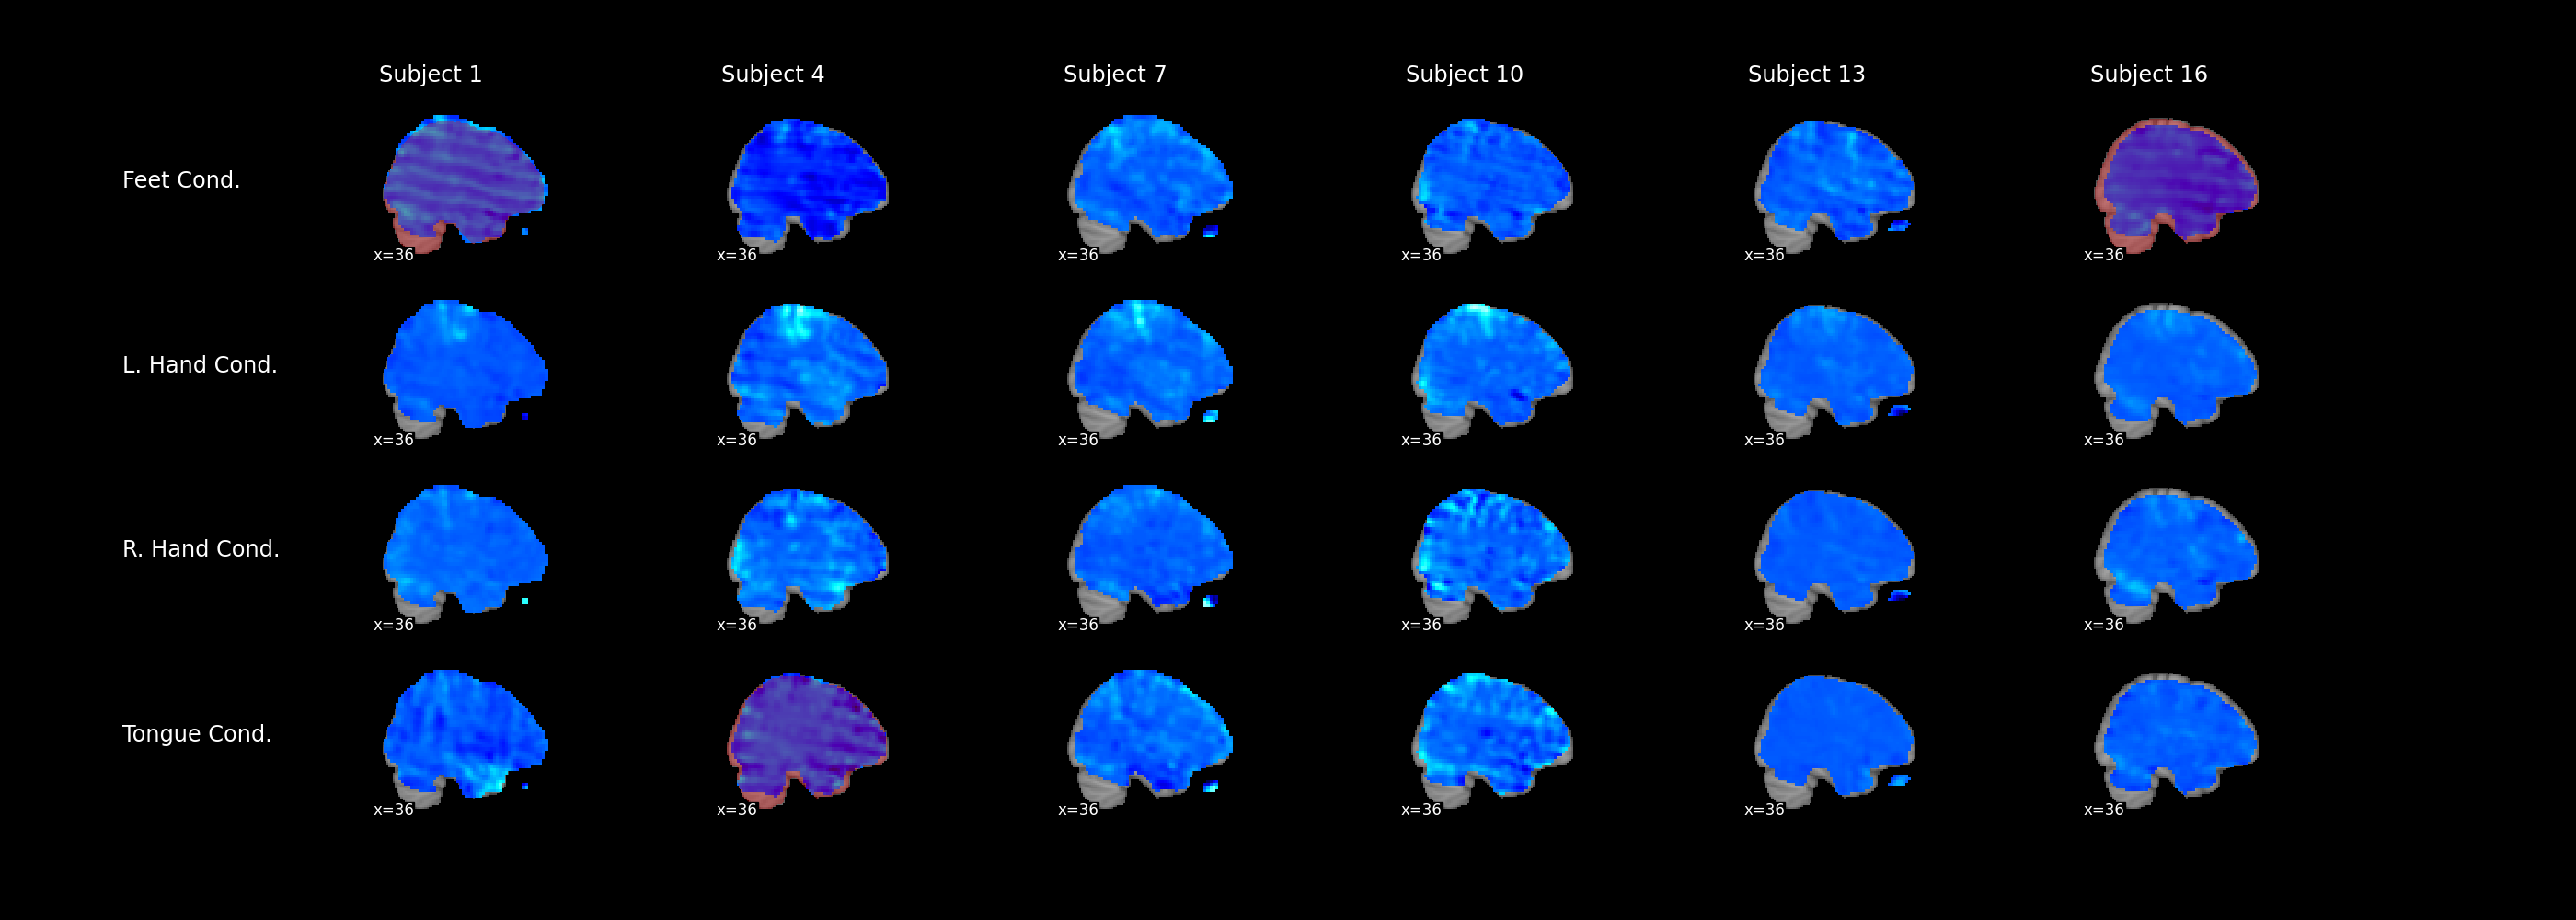 Subject 1 Subject 4 Subject 7 Subject 10 Subject 13 Subject 16
Feet Cond.
x=36 x=36 x=36 x=36 x=36 x=36
L. Hand Cond.
x=36 x=36 x=36 x=36 x=36 x=36
R. Hand Cond.
x=36 x=36 x=36 x=36 x=36 x=36
Tongue Cond.
x=36 x=36 x=36 x=36 x=36 x=36